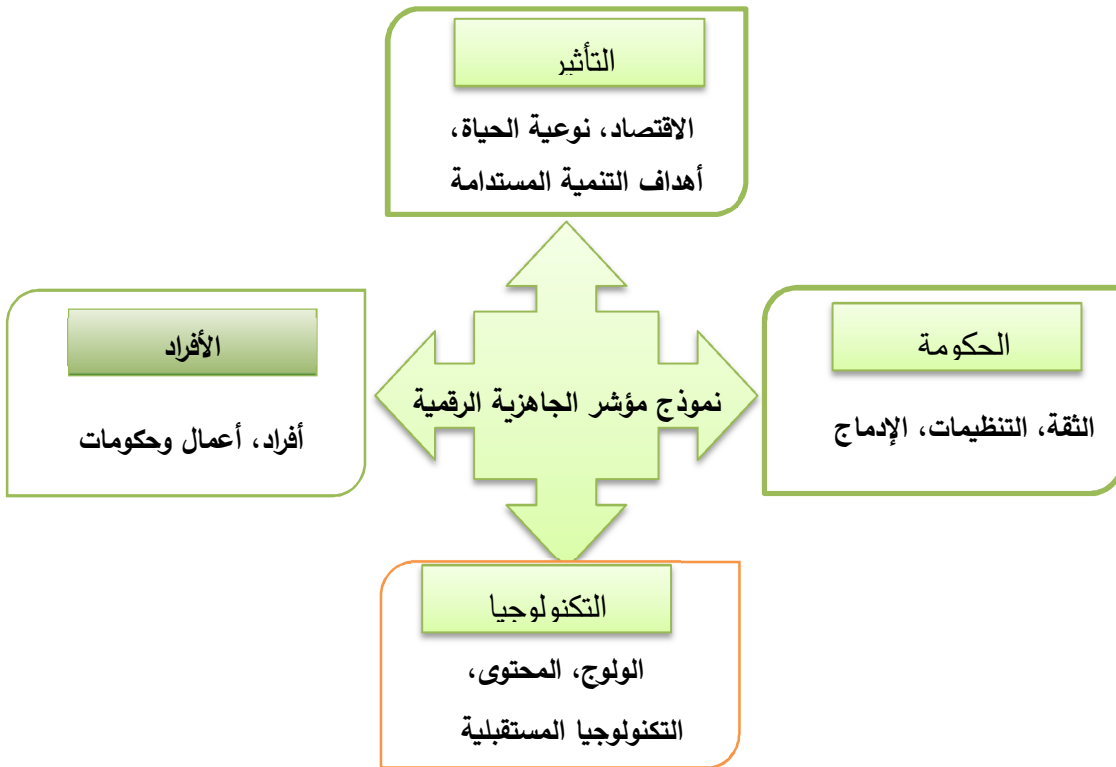 التأثير
الاقتصاد، نوعية الحياة،
أهداف التنمية المستدامة
الحكومة
الثقة، التنظيمات، الإدماج
نموذج مؤشر الجاهزية الرقمية
الأفراد
أفراد، أعمال وحكومات
التكنولوجيا
الولوج، المحتوى،
التكنولوجيا المستقبلية